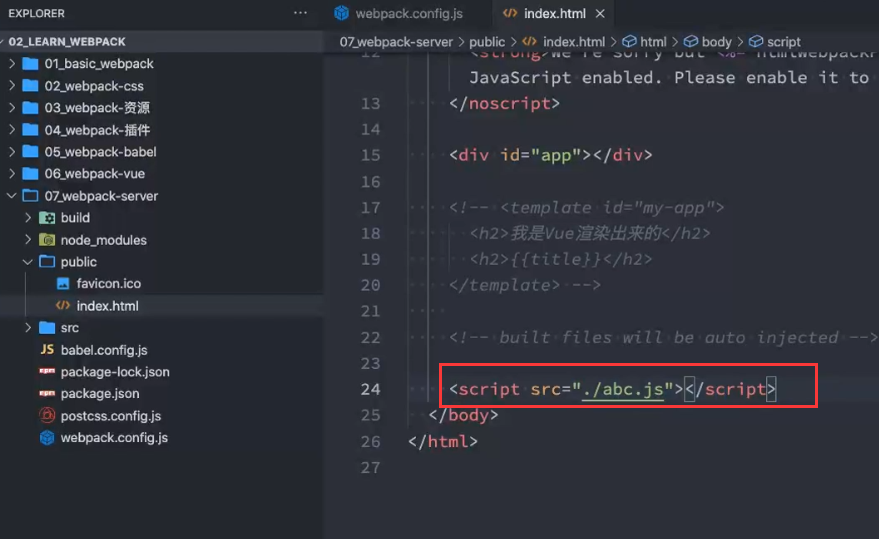 EXPLORER
···
webpack.config.js
index.html
02_LEARN_WEBPACK
01_basic_webpack
02_webpack-css
03_webpack-资源
04_webpack-插件
05_webpack-babel
06_webpack-vue
07_webpack-server
build
node_modules
public
favicon.ico
index.html
src
JS babel.config.js
package-lock.json
package.json
postcss.config.js
webpack.config.js
07_webpack-server > public > index.html > html > body > script
JavaScript enabled. Please enable it to
13 </noscript>
14
15 <div id="app"></div>
16
17 <!-- <template id="my-app">
18 <h2>我是Vue渲染出来的</h2>
19 <h2>{{title}}</h2>
20 </template> -->
21
22 <!-- built files will be auto injected -->
23
24 <script src="./abc.js"></script>
25 </body>
26 </html>
27